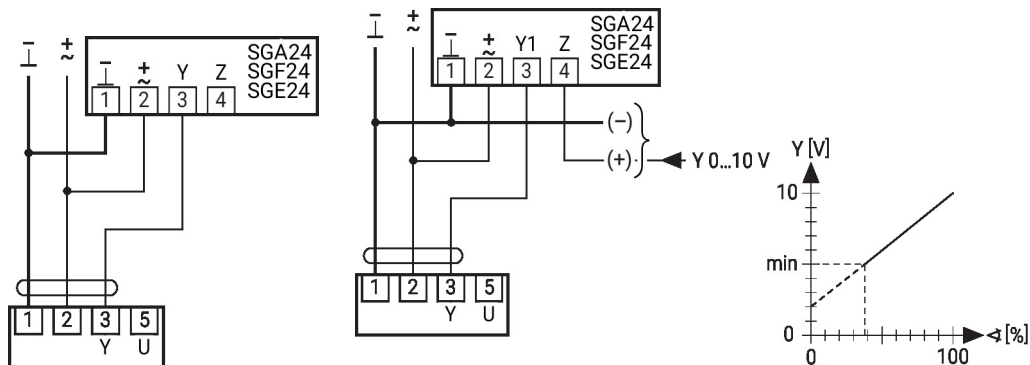 – +
⊥ ~
SGA24
SGF24
SGE24
– + Y Z
⊥ ~
1 2 3 4
1 2 3 5
Y U
– +
⊥ ~
SGA24
SGF24
SGE24
– + Y1 Z
⊥ ~
1 2 3 4
(–)
(+) Y 0...10 V
1 2 3 5
Y U
Y [V]
10
min
0
0 100
∢ [%]